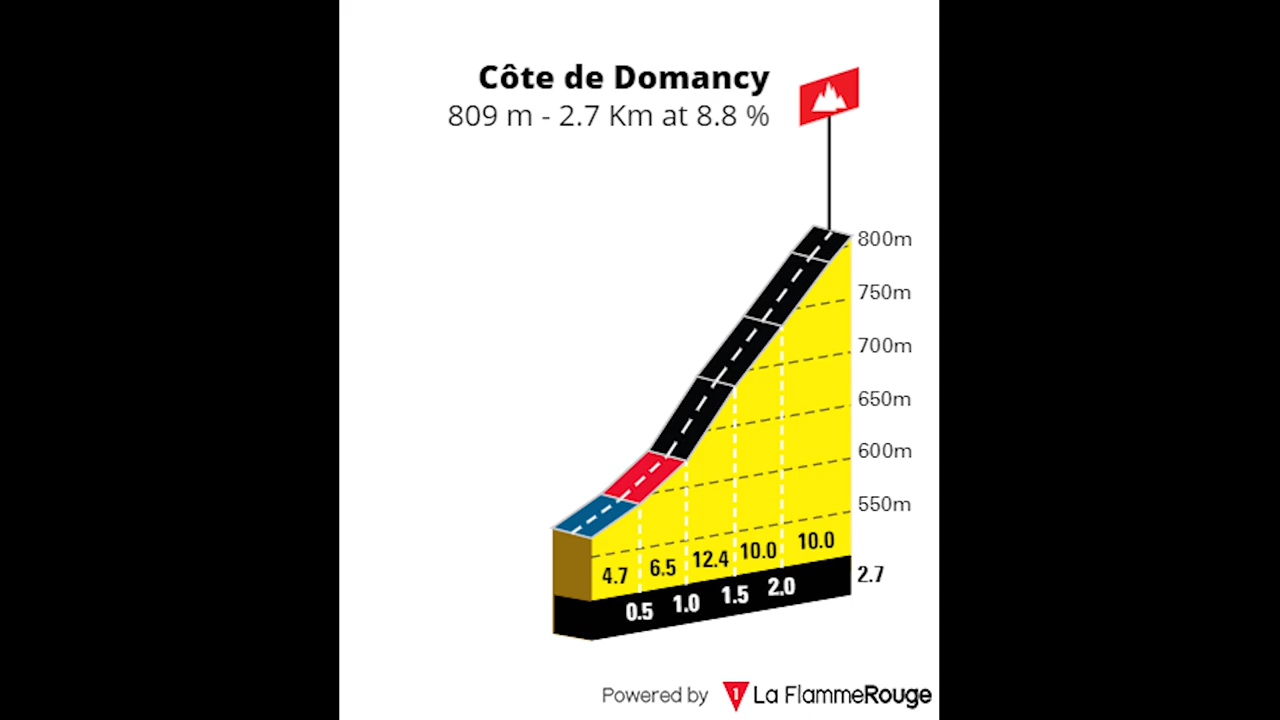 Côte de Domancy
809 m - 2.7 Km at 8.8 %
800m
750m
700m
650m
600m
550m
4.7 6.5 12.4 10.0 10.0
0.5 1.0 1.5 2.0 2.7
Powered by 1 La FlammeRouge